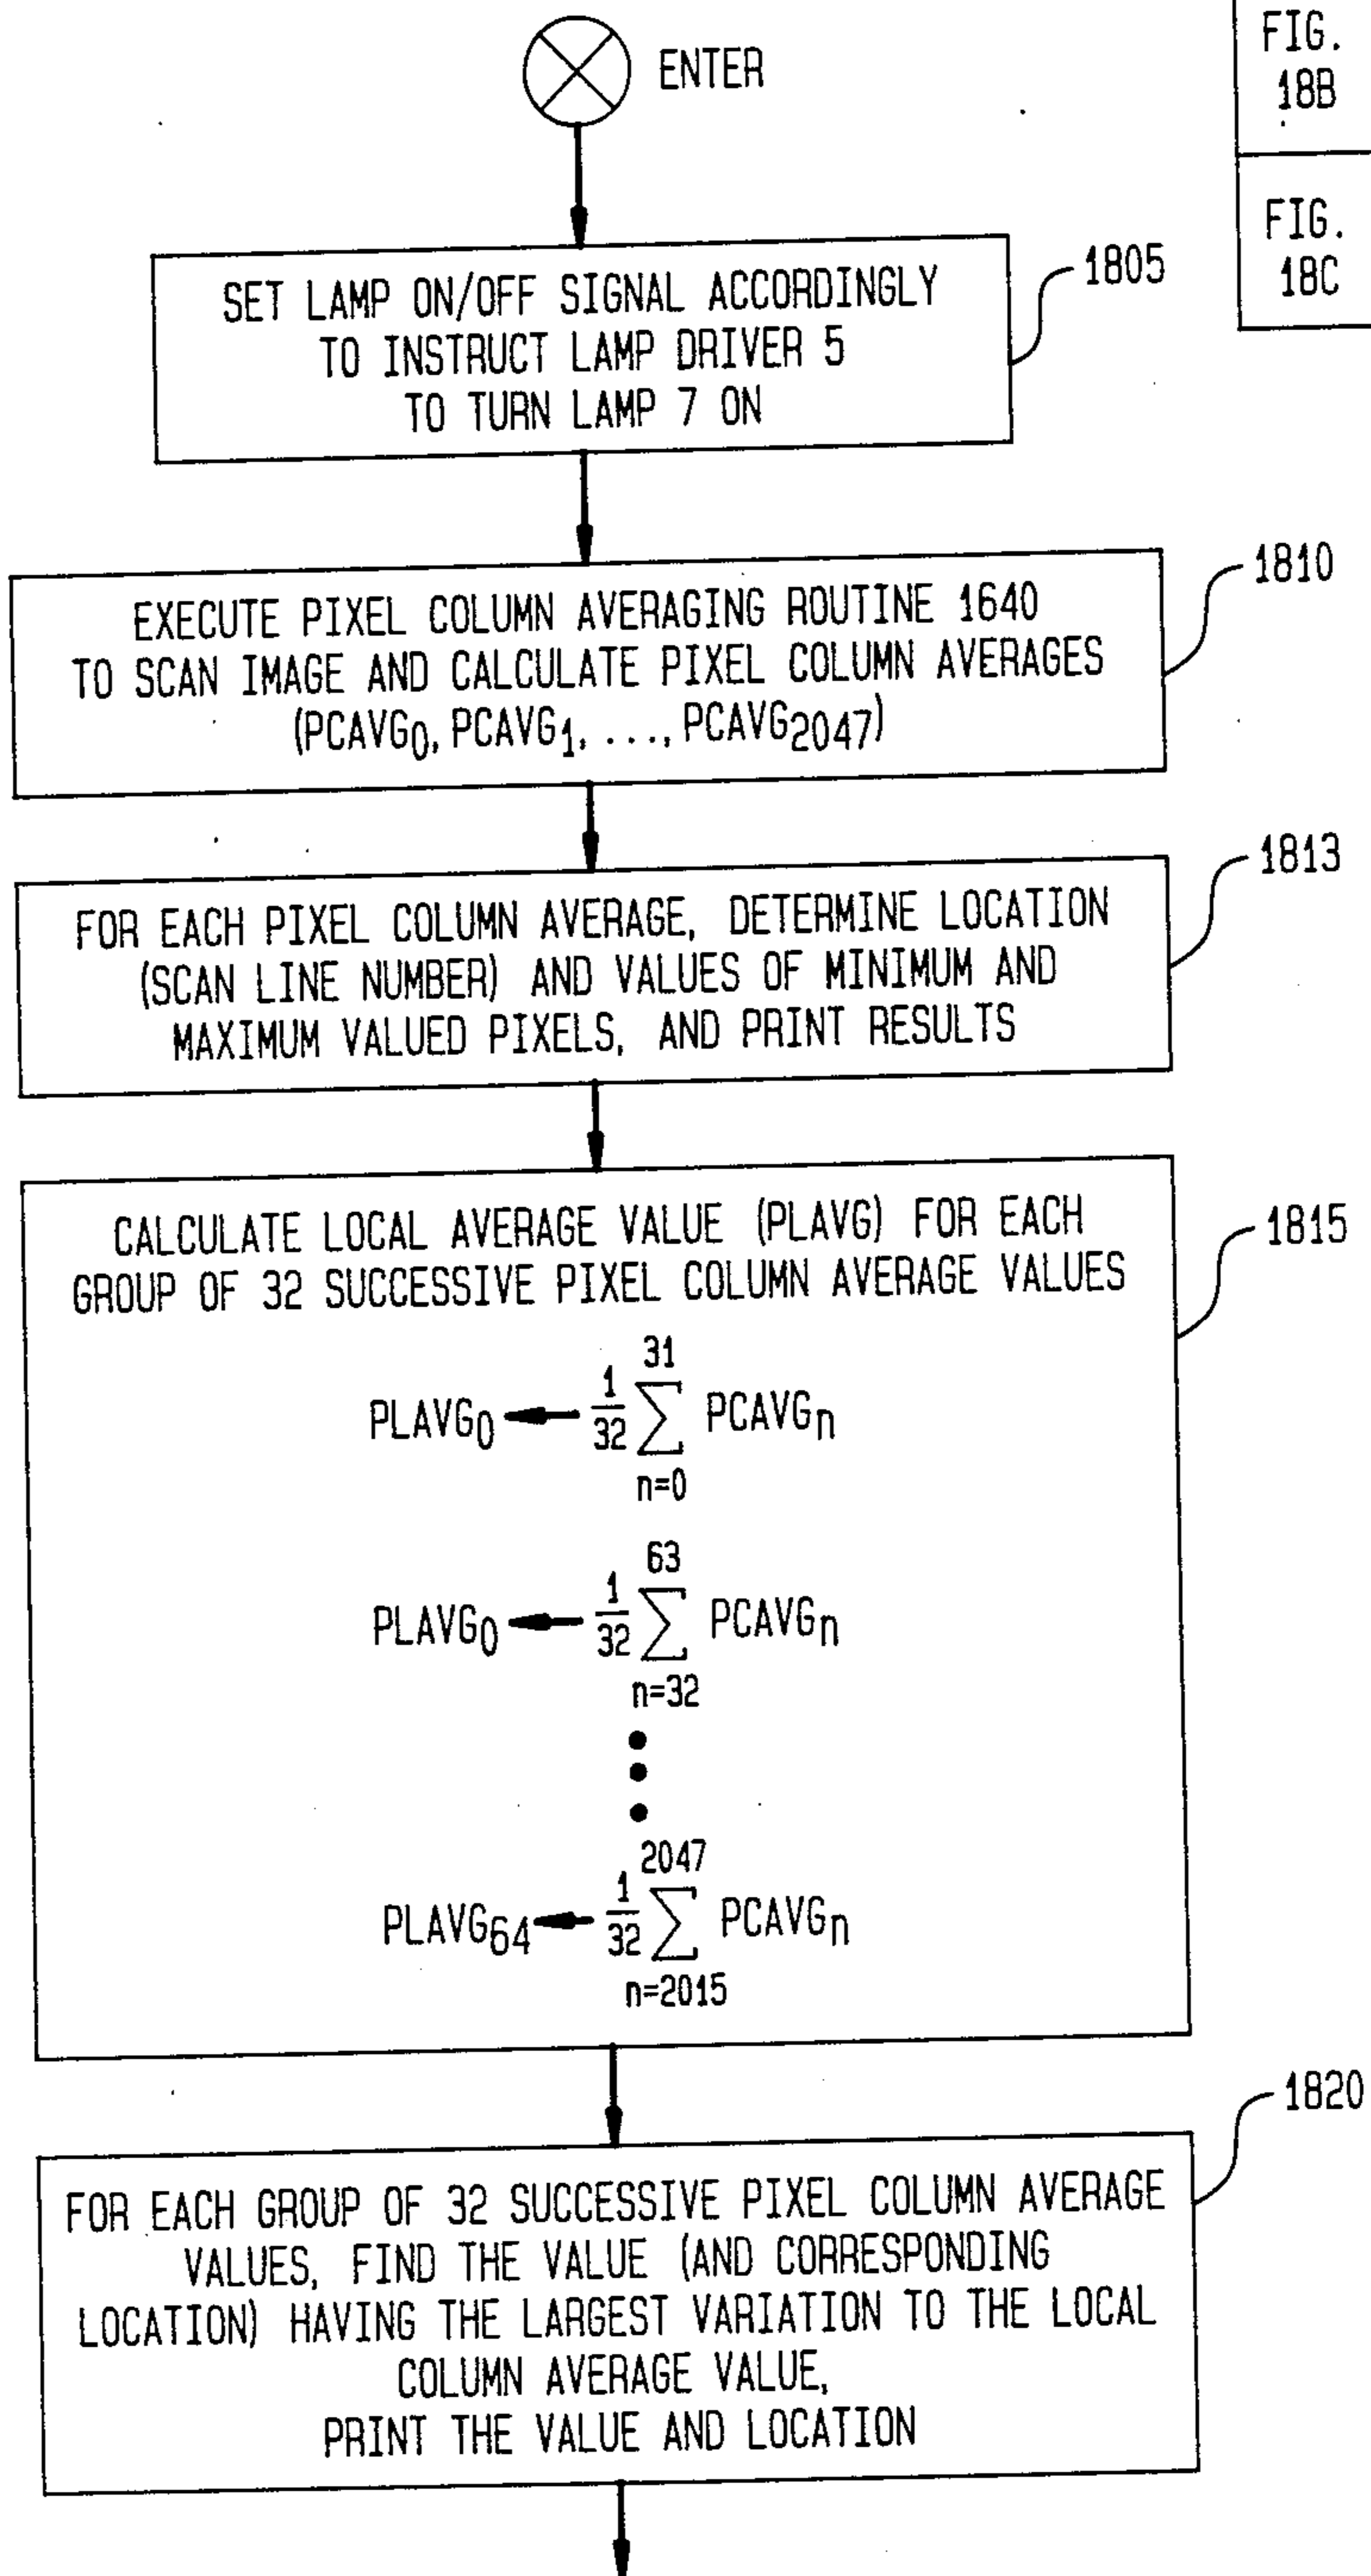 FIG.
18B
FIG.
18C
ENTER
SET LAMP ON/OFF SIGNAL ACCORDINGLY
TO INSTRUCT LAMP DRIVER 5
TO TURN LAMP 7 ON
1805
EXECUTE PIXEL COLUMN AVERAGING ROUTINE 1640
TO SCAN IMAGE AND CALCULATE PIXEL COLUMN AVERAGES
(PCAVG0, PCAVG1, ..., PCAVG2047)
1810
FOR EACH PIXEL COLUMN AVERAGE, DETERMINE LOCATION
(SCAN LINE NUMBER) AND VALUES OF MINIMUM AND
MAXIMUM VALUED PIXELS, AND PRINT RESULTS
1813
CALCULATE LOCAL AVERAGE VALUE (PLAVG) FOR EACH
GROUP OF 32 SUCCESSIVE PIXEL COLUMN AVERAGE VALUES
1815
31
PLAVG0 ← 1/32 ∑ PCAVGn
n=0
63
PLAVG0 ← 1/32 ∑ PCAVGn
n=32
2047
PLAVG64 ← 1/32 ∑ PCAVGn
n=2015
1820
FOR EACH GROUP OF 32 SUCCESSIVE PIXEL COLUMN AVERAGE
VALUES, FIND THE VALUE (AND CORRESPONDING
LOCATION) HAVING THE LARGEST VARIATION TO THE LOCAL
COLUMN AVERAGE VALUE,
PRINT THE VALUE AND LOCATION